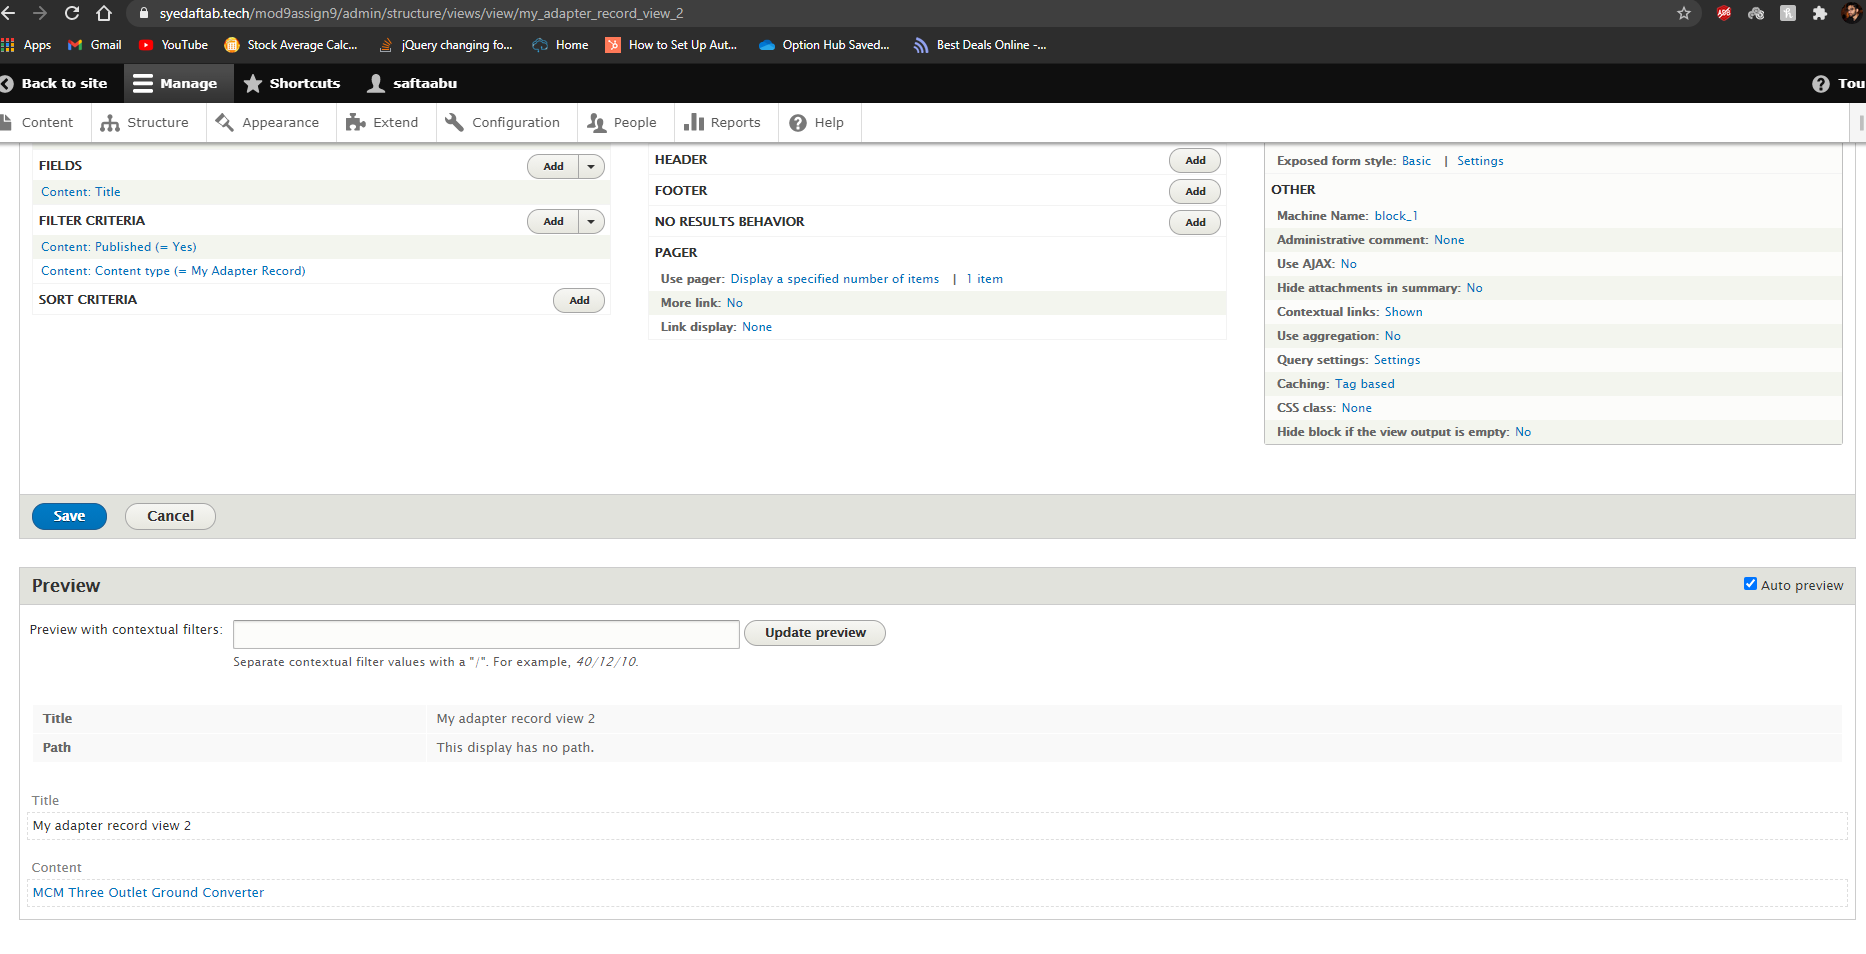 syedaftab.tech/mod9assign9/admin/structure/views/view/my_adapter_record_view_2
Apps Gmail YouTube Stock Average Calc... jQuery changing fo... Home How to Set Up Aut... Option Hub Saved... Best Deals Online -...
Back to site Manage Shortcuts saftaabu Tou
Content Structure Appearance Extend Configuration People Reports Help
FIELDS Add
Content: Title
FILTER CRITERIA Add
Content: Published (= Yes)
Content: Content type (= My Adapter Record)
SORT CRITERIA Add
HEADER Add
FOOTER Add
NO RESULTS BEHAVIOR Add
PAGER
Use pager: Display a specified number of items | 1 item
More link: No
Link display: None
Exposed form style: Basic | Settings
OTHER
Machine Name: block_1
Administrative comment: None
Use AJAX: No
Hide attachments in summary: No
Contextual links: Shown
Use aggregation: No
Query settings: Settings
Caching: Tag based
CSS class: None
Hide block if the view output is empty: No
Save Cancel
Preview Auto preview
Preview with contextual filters: Update preview
Separate contextual filter values with a "/". For example, 40/12/10.
Title My adapter record view 2
Path This display has no path.
Title
My adapter record view 2
Content
MCM Three Outlet Ground Converter